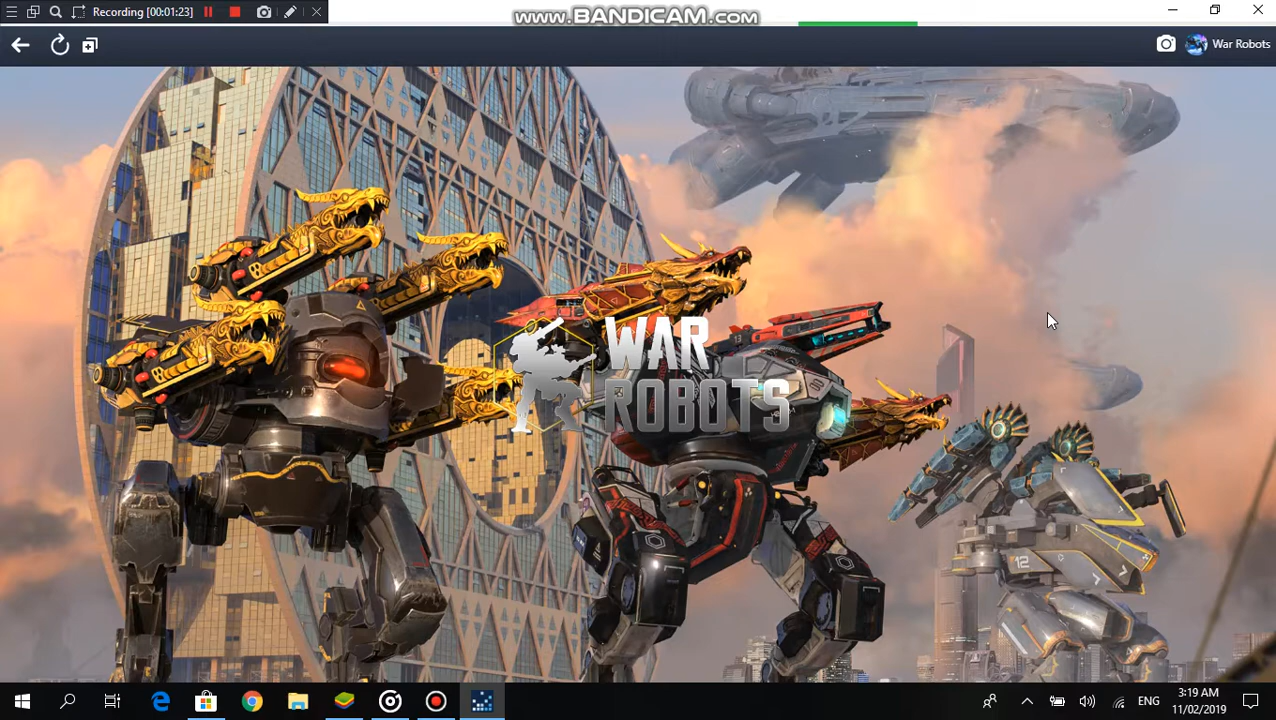 Recording [00:01:23]
www.BANDICAM.com
War Robots
WAR
ROBOTS
13
12
ENG
3:19 AM
11/02/2019